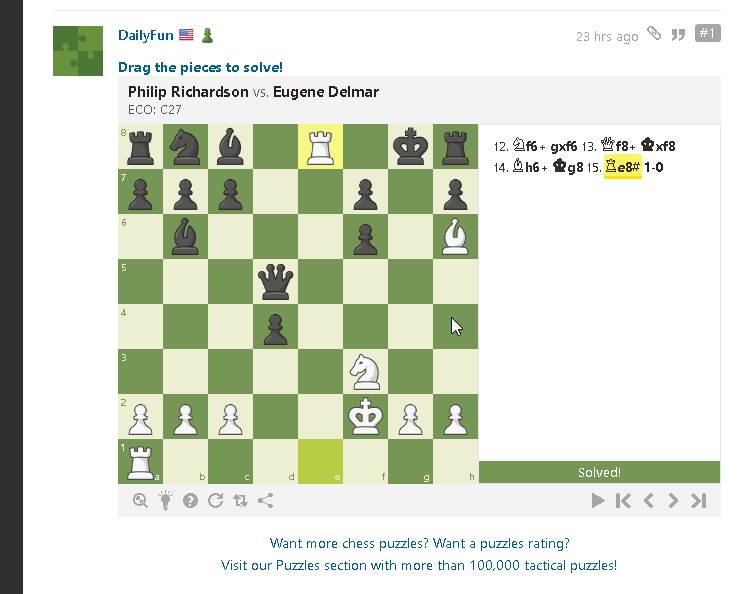 DailyFun
23 hrs ago
#1
Drag the pieces to solve!
Philip Richardson vs. Eugene Delmar
ECO: C27
8
7
6
5
4
3
2
1
a b c d e f g h
12. ♘f6+ gxf6 13. ♕f8+ ♚xf8
14. ♗h6+ ♚g8 15. ♖e8# 1-0
Solved!
Want more chess puzzles? Want a puzzles rating?
Visit our Puzzles section with more than 100,000 tactical puzzles!